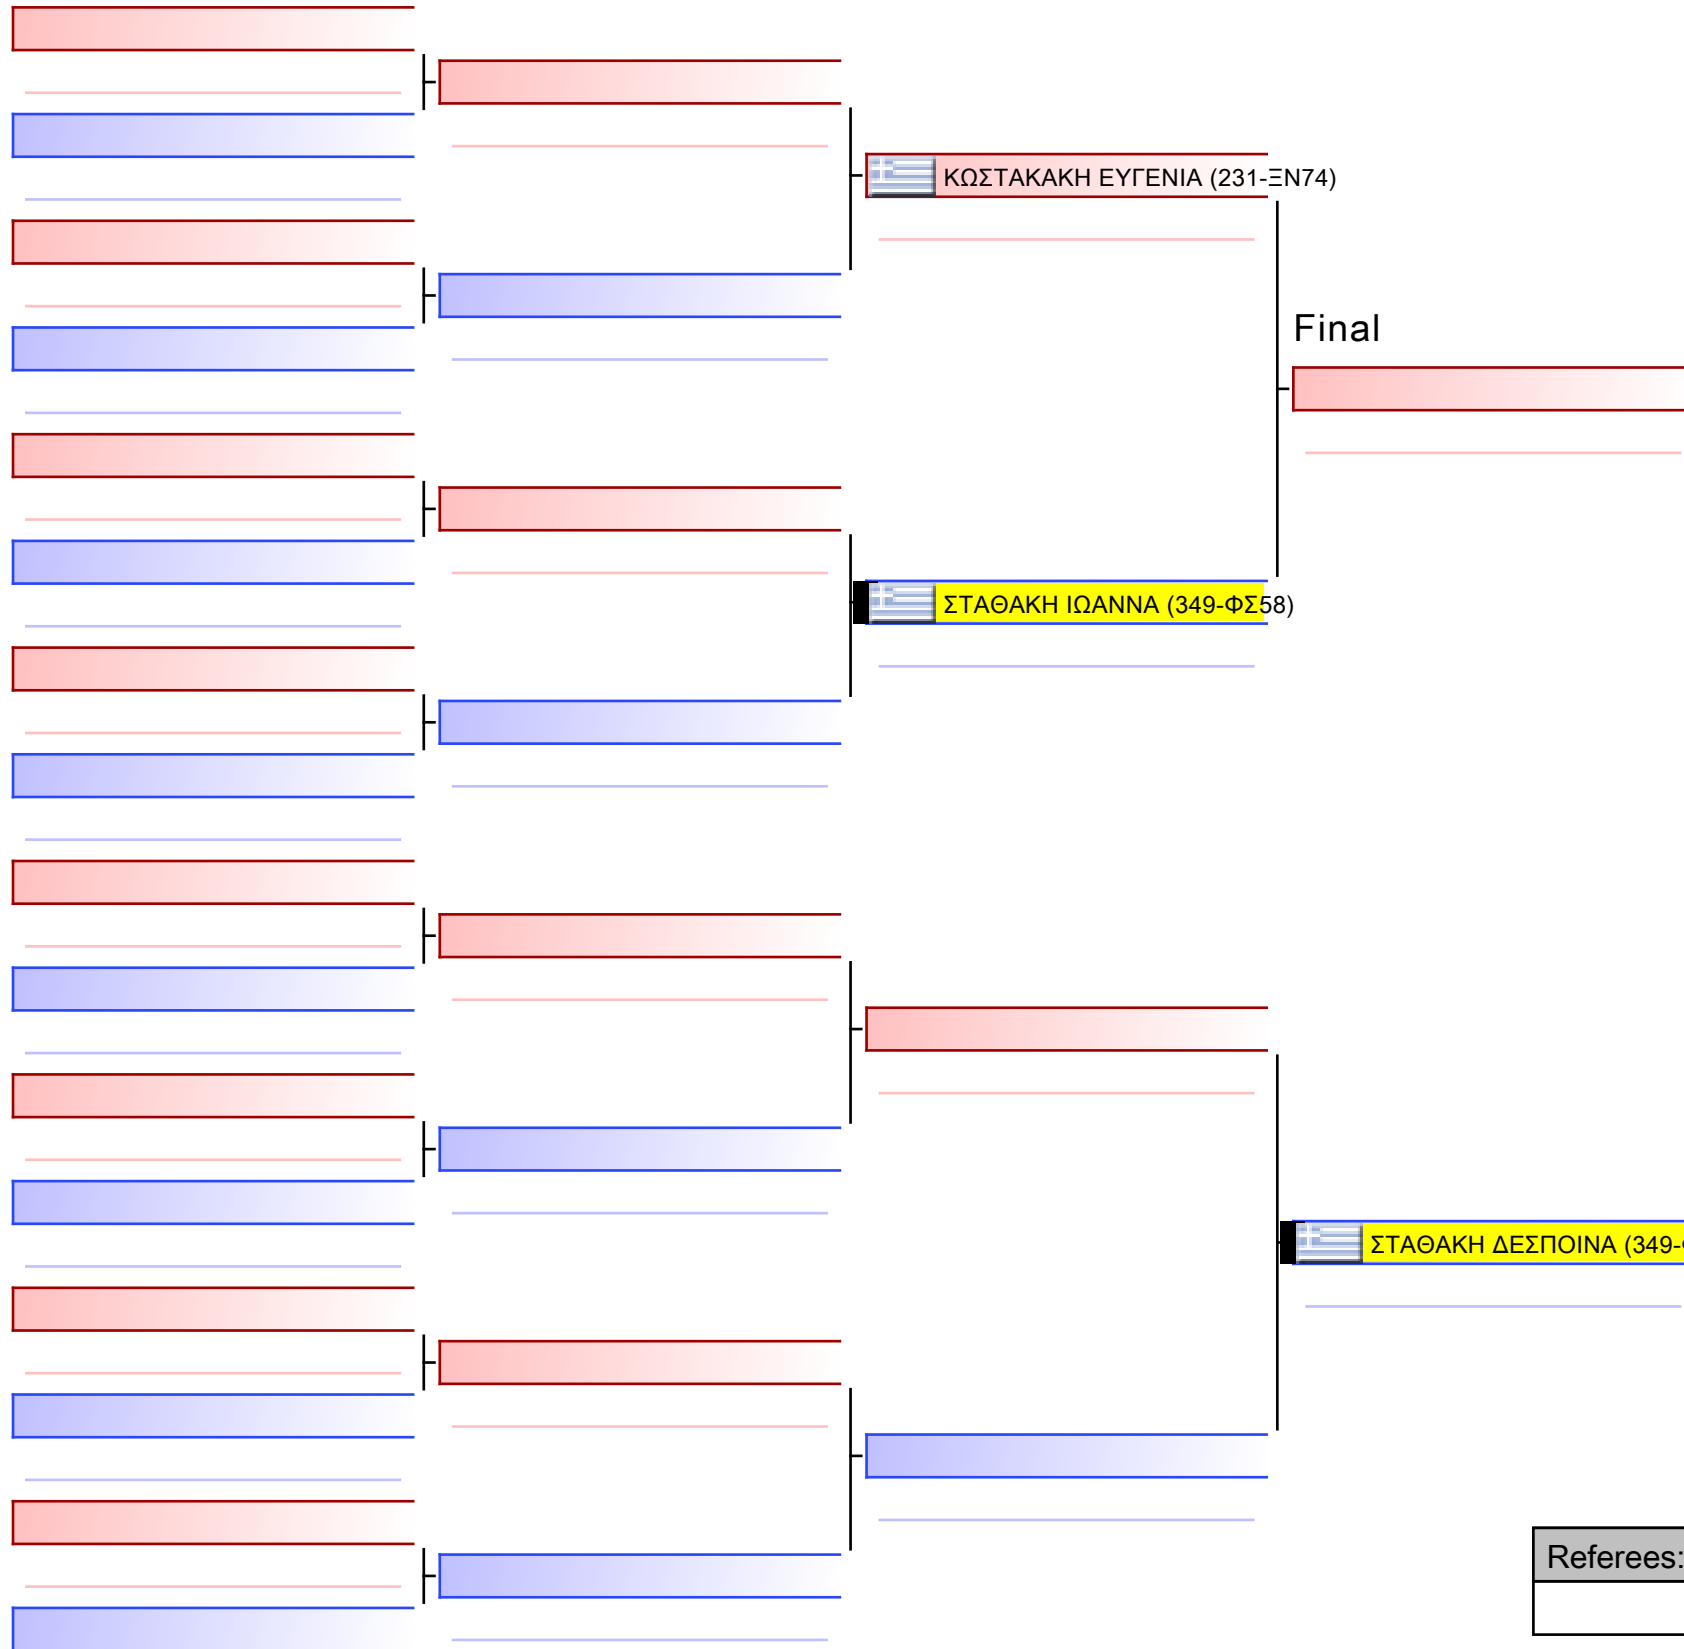 ΚΩΣΤΑΚΑΚΗ ΕΥΓΕΝΙΑ (231-ΞΝ74)
Final
ΣΤΑΘΑΚΗ ΙΩΑΝΝΑ (349-ΦΣ58)
ΣΤΑΘΑΚΗ ΔΕΣΠΟΙΝΑ (349-
Referees: